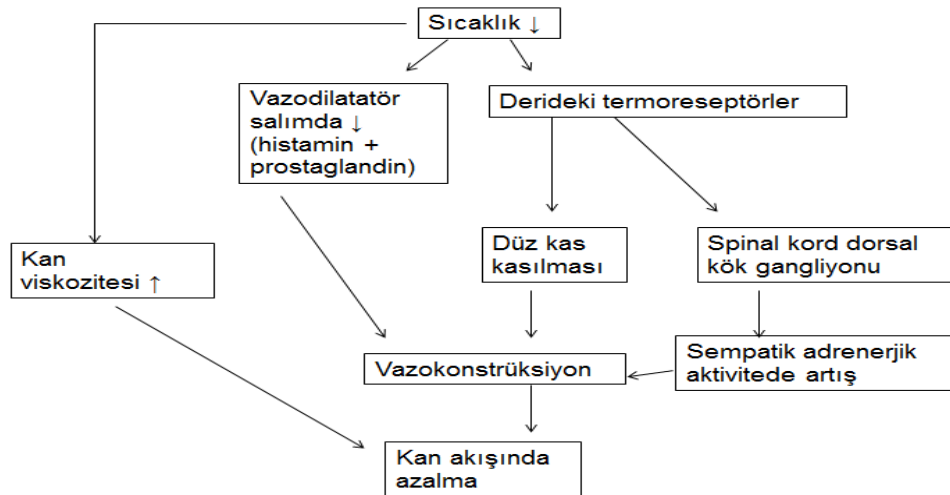 Sıcaklık ↓
Vazodilatatör
salımda ↓
(histamin +
prostaglandin)
Derideki termoreseptörler
Kan
viskozitesi ↑
Düz kas
kasılması
Spinal kord dorsal
kök gangliyonu
Vazokonstrüksiyon
Sempatik adrenerjik
aktivitede artış
Kan akışında
azalma